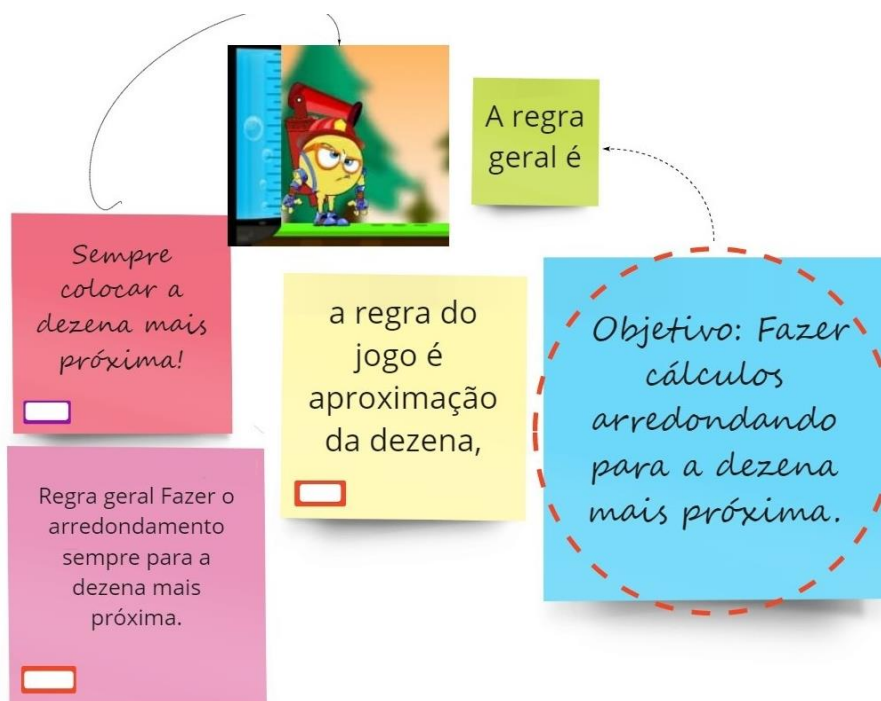 A regra
geral é
Sempre
colocar a
dezena mais
próxima!
a regra do
jogo é
aproximação
da dezena,
Objetivo: Fazer
cálculos
arredondando
para a dezena
mais próxima.
Regra geral Fazer o
arredondamento
sempre para a
dezena mais
próxima.